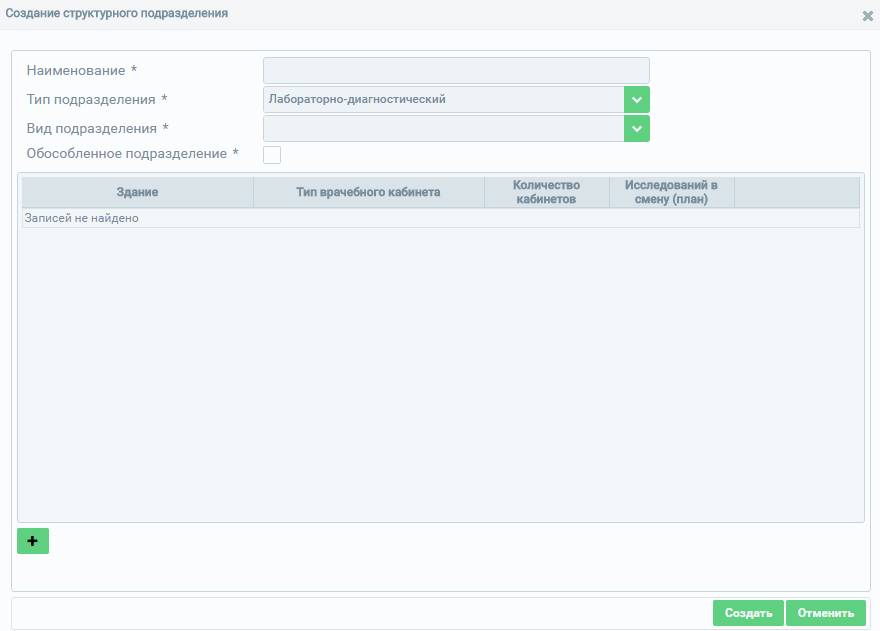 Создание структурного подразделения
Наименование *
Тип подразделения *
Лабораторно-диагностический
Вид подразделения *
Обособленное подразделение *
Здание
Тип врачебного кабинета
Количество
кабинетов
Исследований в
смену (план)
Записей не найдено
Создать
Отменить